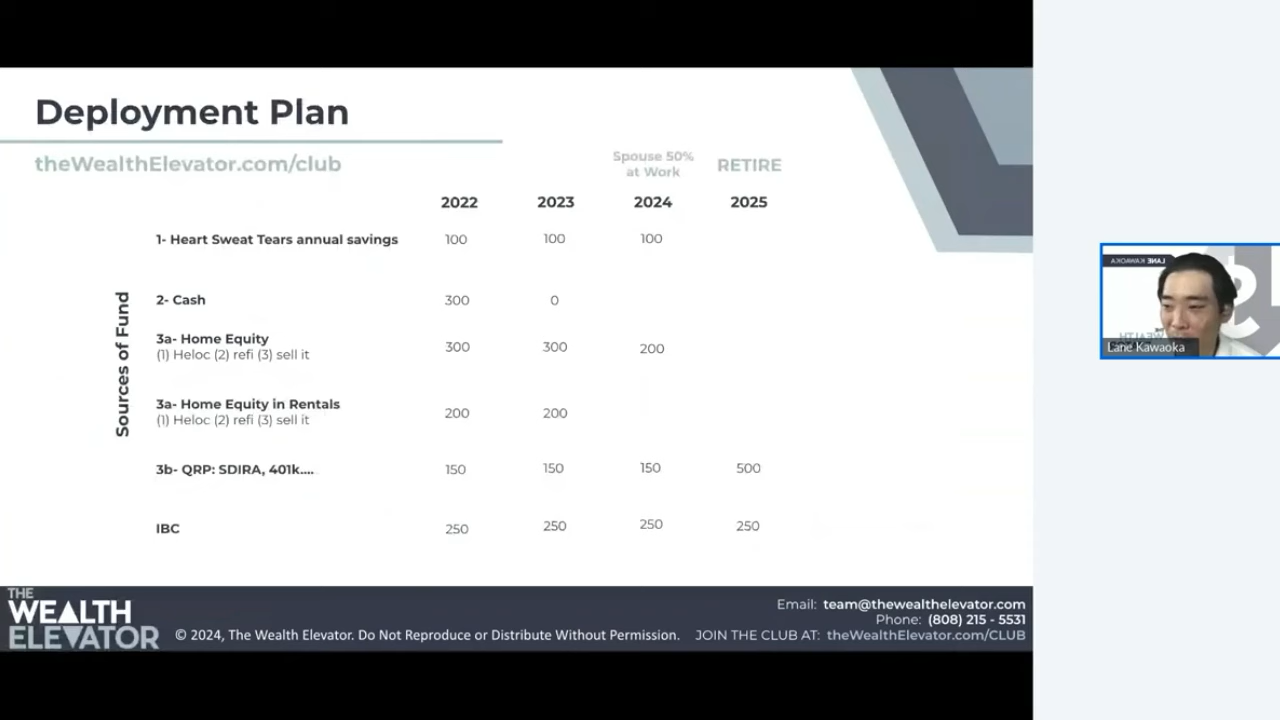 Deployment Plan
theWealthElevator.com/club
Spouse 50%
at Work
RETIRE
2022 2023 2024 2025
Sources of Fund
1- Heart Sweat Tears annual savings 100 100 100
2- Cash 300 0
3a- Home Equity
(1) Heloc (2) refi (3) sell it
300 300 200
3a- Home Equity in Rentals
(1) Heloc (2) refi (3) sell it
200 200
3b- QRP: SDIRA, 401k.... 150 150 150 500
IBC 250 250 250 250
THE
WEALTH
ELEVATOR
© 2024, The Wealth Elevator. Do Not Reproduce or Distribute Without Permission.
Email: team@thewealthelevator.com
Phone: (808) 215 - 5531
JOIN THE CLUB AT: theWealthElevator.com/CLUB
LANE KAWAOKA
Lane Kawaoka